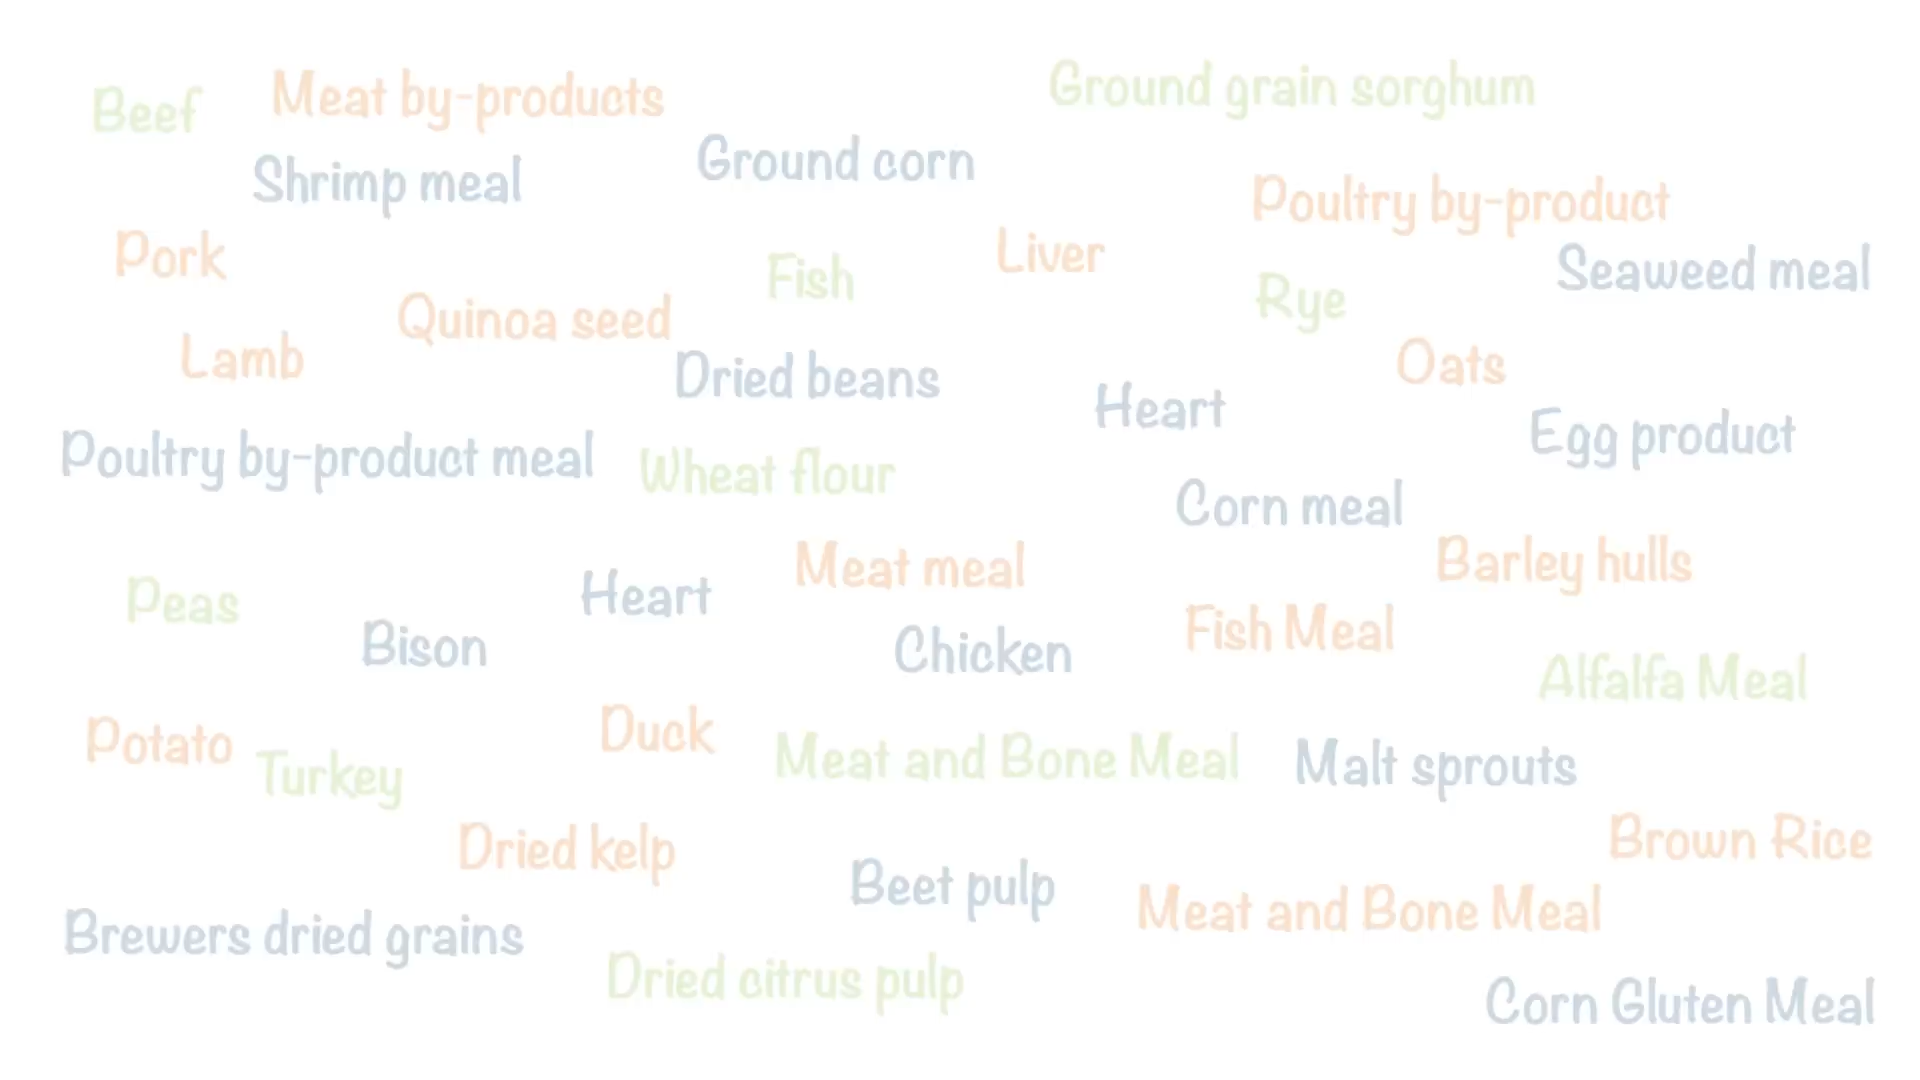 Beef
Meat by-products
Ground grain sorghum
Shrimp meal
Ground corn
Poultry by-product
Pork
Fish
Liver
Rye
Seaweed meal
Quinoa seed
Lamb
Dried beans
Oats
Heart
Egg product
Poultry by-product meal
Wheat flour
Corn meal
Meat meal
Barley hulls
Peas
Heart
Bison
Chicken
Fish Meal
Alfalfa Meal
Potato
Turkey
Duck
Meat and Bone Meal
Malt sprouts
Dried kelp
Brown Rice
Beet pulp
Meat and Bone Meal
Brewers dried grains
Dried citrus pulp
Corn Gluten Meal